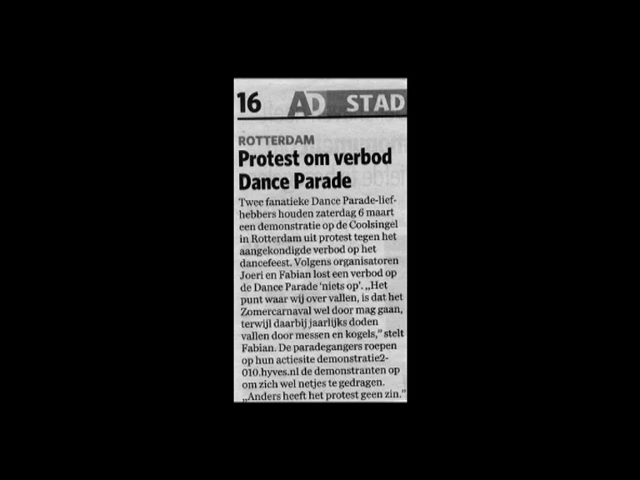 16 AD STAD
ROTTERDAM
Protest om verbod
Dance Parade
Twee fanatieke Dance Parade-lief-
hebbers houden zaterdag 6 maart
een demonstratie op de Coolsingel
in Rotterdam uit protest tegen het
aangekondigde verbod op het
dancefeest. Volgens organisatoren
Joeri en Fabian lost een verbod op
de Dance Parade ‘niets op’. „Het
punt waar wij over vallen, is dat het
Zomercarnaval wel door mag gaan,
terwijl daarbij jaarlijks doden
vallen door messen en kogels,” stelt
Fabian. De paradegangers roepen
op hun actiesite demonstratie2-
010.hyves.nl de demonstranten op
om zich wel netjes te gedragen.
„Anders heeft het protest geen zin.”